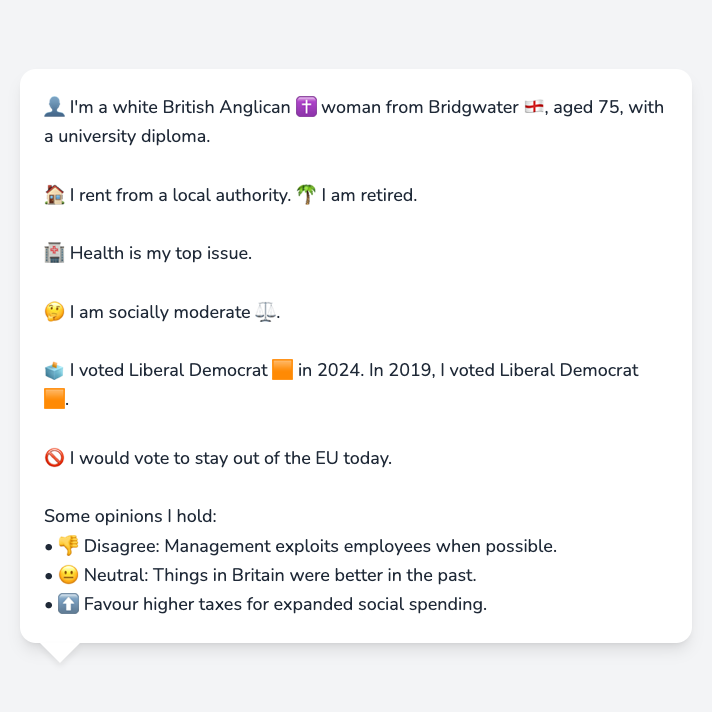 👤 I'm a white British Anglican ✝️ woman from Bridgwater 🏴󠁧󠁢󠁥󠁮󠁧󠁿, aged 75, with
a university diploma.
🏠 I rent from a local authority. 🌴 I am retired.
🏥 Health is my top issue.
🤔 I am socially moderate ⚖️.
🗳️ I voted Liberal Democrat 🟧 in 2024. In 2019, I voted Liberal Democrat
🟧.
🚫 I would vote to stay out of the EU today.
Some opinions I hold:
• 👎 Disagree: Management exploits employees when possible.
• 😐 Neutral: Things in Britain were better in the past.
• ⬆️ Favour higher taxes for expanded social spending.